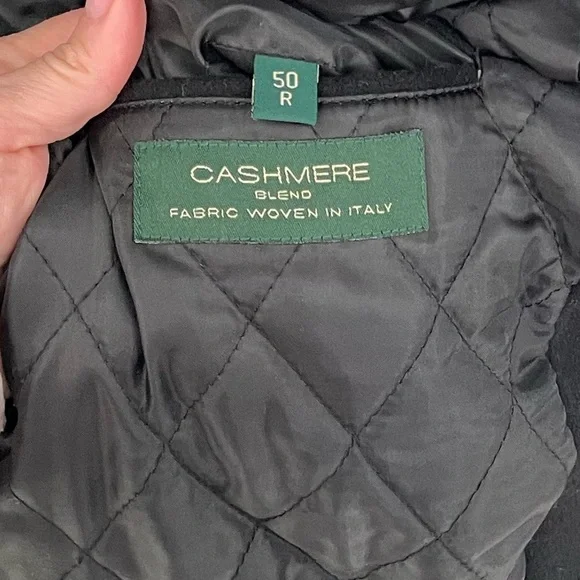 50
R
CASHMERE
BLEND
FABRIC WOVEN IN ITALY